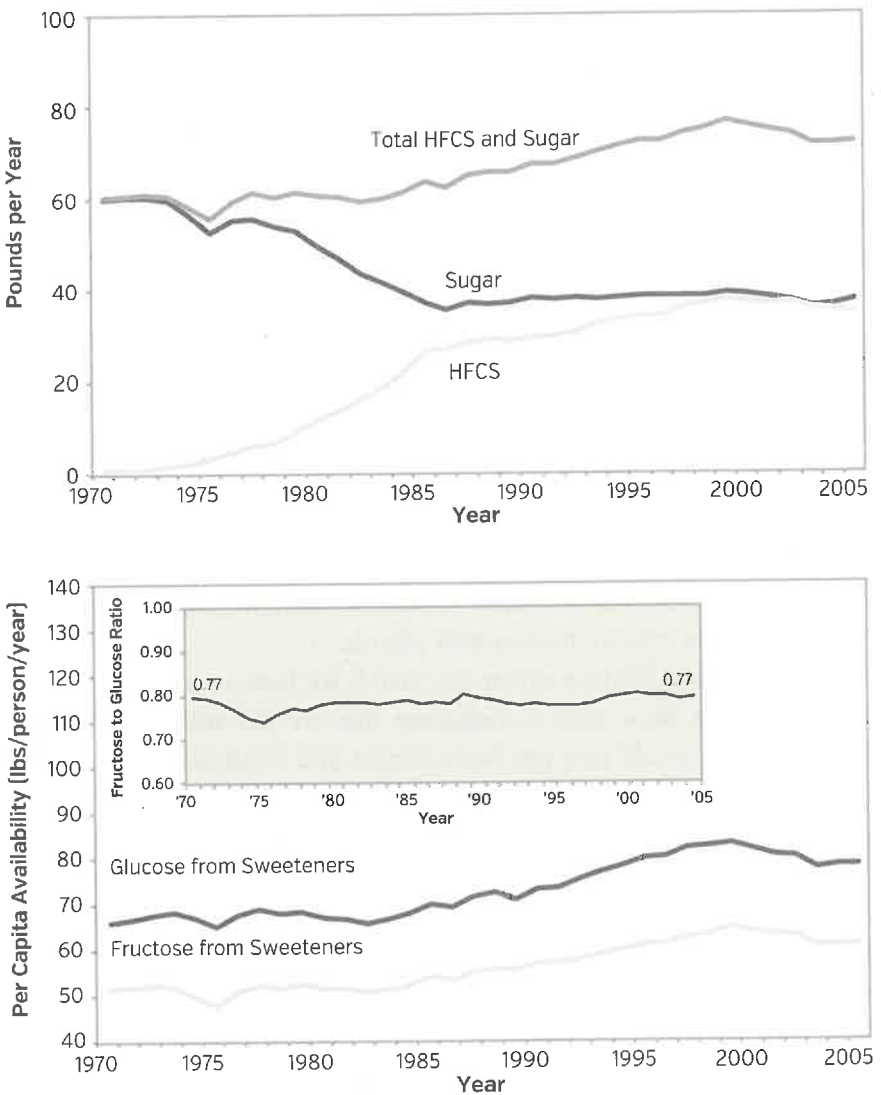 100
80
60
40
20
0
Pounds per Year
Total HFCS and Sugar
Sugar
HFCS
1970 1975 1980 1985 1990 1995 2000 2005
Year
140
130
120
110
100
90
80
70
60
50
40
Per Capita Availability (lbs/person/year)
1.00
0.90
0.80
0.70
0.60
Fructose to Glucose Ratio
0.77 0.77
'70 '75 '80 '85 '90 '95 '00 '05
Year
Glucose from Sweeteners
Fructose from Sweeteners
1970 1975 1980 1985 1990 1995 2000 2005
Year